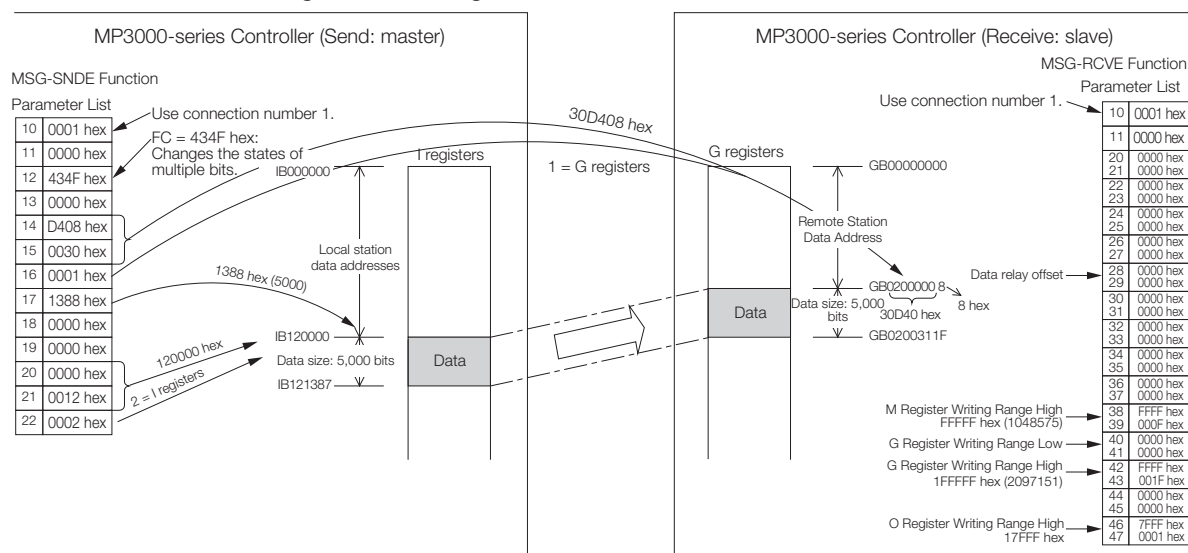 MP3000-series Controller (Send: master)
MSG-SNDE Function
Parameter List
10 0001 hex
11 0000 hex
12 434F hex
13 0000 hex
14 D408 hex
15 0030 hex
16 0001 hex
17 1388 hex
18 0000 hex
19 0000 hex
20 0000 hex
21 0012 hex
22 0002 hex
Use connection number 1.
FC = 434F hex:
Changes the states of
multiple bits.
IB000000
I registers
Local station
data addresses
1388 hex (5000)
120000 hex
2 = I registers
IB120000
Data size: 5,000 bits
IB121387
Data
30D408 hex
1 = G registers
MP3000-series Controller (Receive: slave)
MSG-RCVE Function
Parameter List
Use connection number 1.
G registers
GB00000000
Remote Station
Data Address
GB02000008
8 hex
30D40 hex
Data size: 5,000
bits
GB0200311F
Data
Data relay offset
M Register Writing Range High
FFFFF hex (1048575)
G Register Writing Range Low
G Register Writing Range High
1FFFFF hex (2097151)
O Register Writing Range High
17FFF hex
10 0001 hex
11 0000 hex
20 0000 hex
21 0000 hex
22 0000 hex
23 0000 hex
24 0000 hex
25 0000 hex
26 0000 hex
27 0000 hex
28 0000 hex
29 0000 hex
30 0000 hex
31 0000 hex
32 0000 hex
33 0000 hex
34 0000 hex
35 0000 hex
36 0000 hex
37 0000 hex
38 FFFF hex
39 000F hex
40 0000 hex
41 0000 hex
42 FFFF hex
43 001F hex
44 0000 hex
45 0000 hex
46 7FFF hex
47 0001 hex